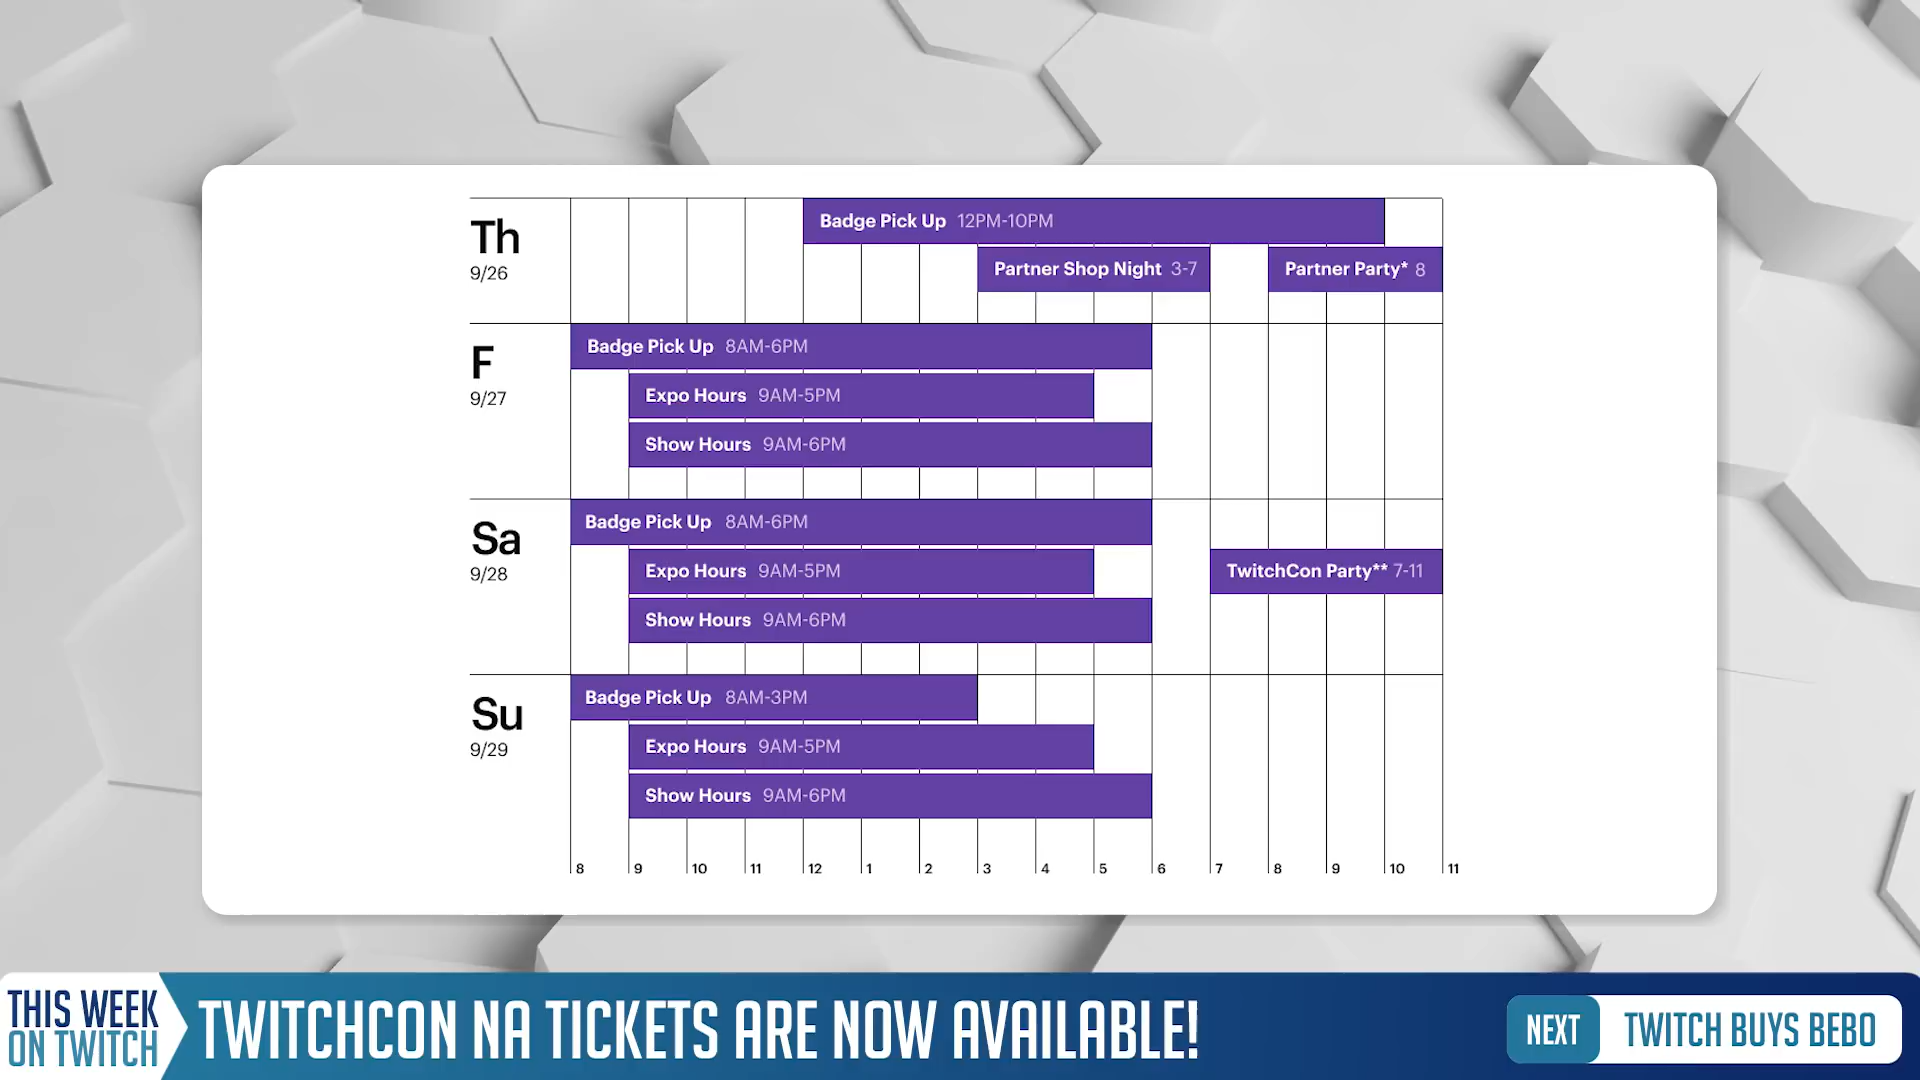 Th
9/26
Badge Pick Up 12PM-10PM
Partner Shop Night 3-7
Partner Party* 8
F
9/27
Badge Pick Up 8AM-6PM
Expo Hours 9AM-5PM
Show Hours 9AM-6PM
Sa
9/28
Badge Pick Up 8AM-6PM
Expo Hours 9AM-5PM
TwitchCon Party** 7-11
Show Hours 9AM-6PM
Su
9/29
Badge Pick Up 8AM-3PM
Expo Hours 9AM-5PM
Show Hours 9AM-6PM
8 9 10 11 12 1 2 3 4 5 6 7 8 9 10 11
THIS WEEK
ON TWITCH
TWITCHCON NA TICKETS ARE NOW AVAILABLE!
NEXT
TWITCH BUYS BEBO